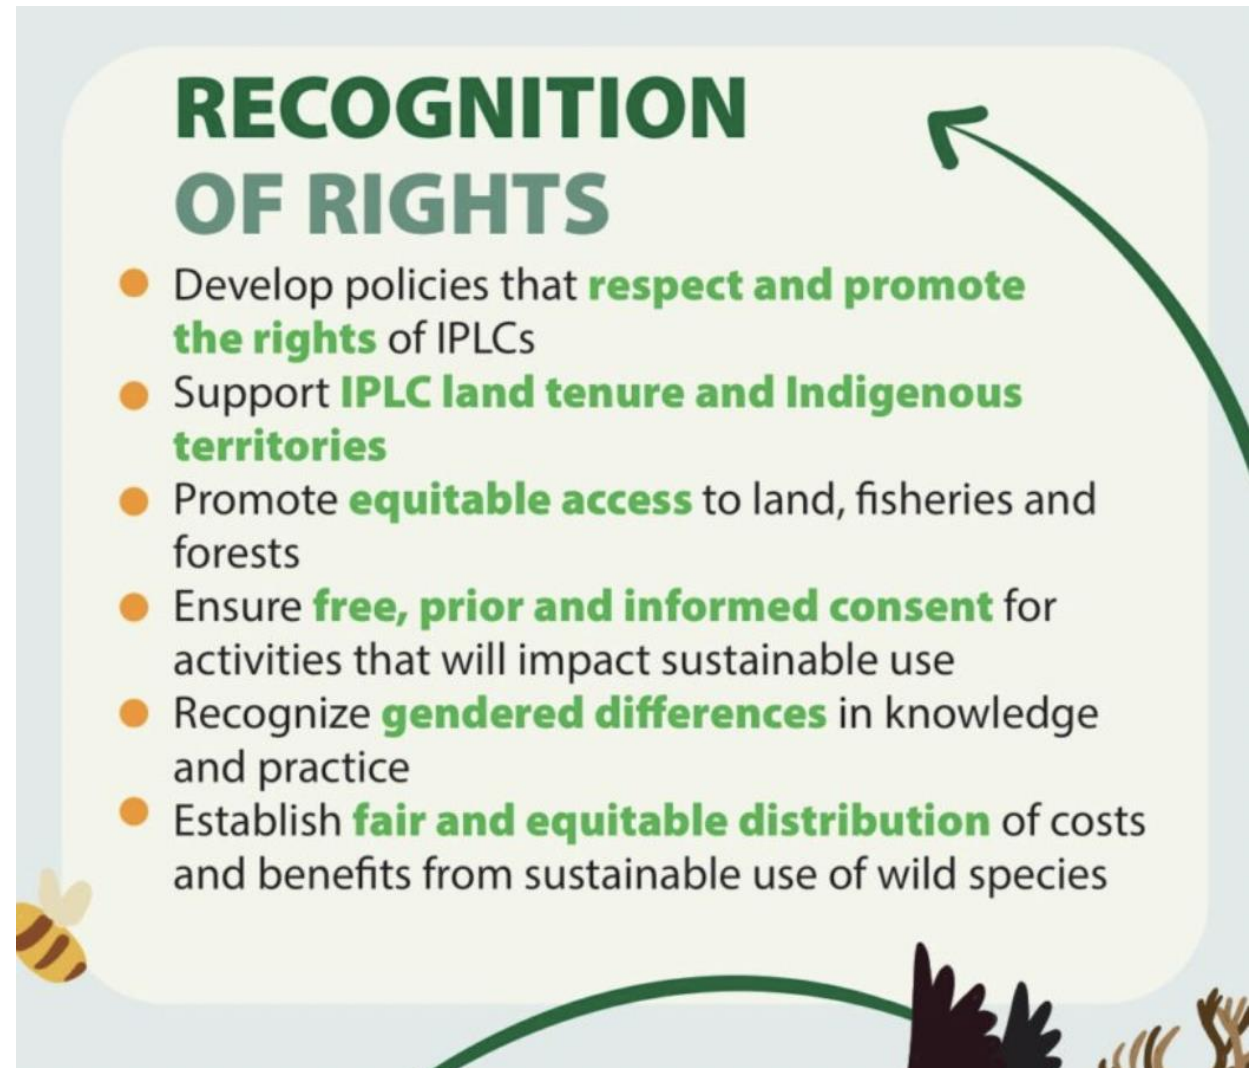 RECOGNITION
OF RIGHTS
Develop policies that respect and promote
the rights of IPLCs
Support IPLC land tenure and Indigenous
territories
Promote equitable access to land, fisheries and
forests
Ensure free, prior and informed consent for
activities that will impact sustainable use
Recognize gendered differences in knowledge
and practice
Establish fair and equitable distribution of costs
and benefits from sustainable use of wild species